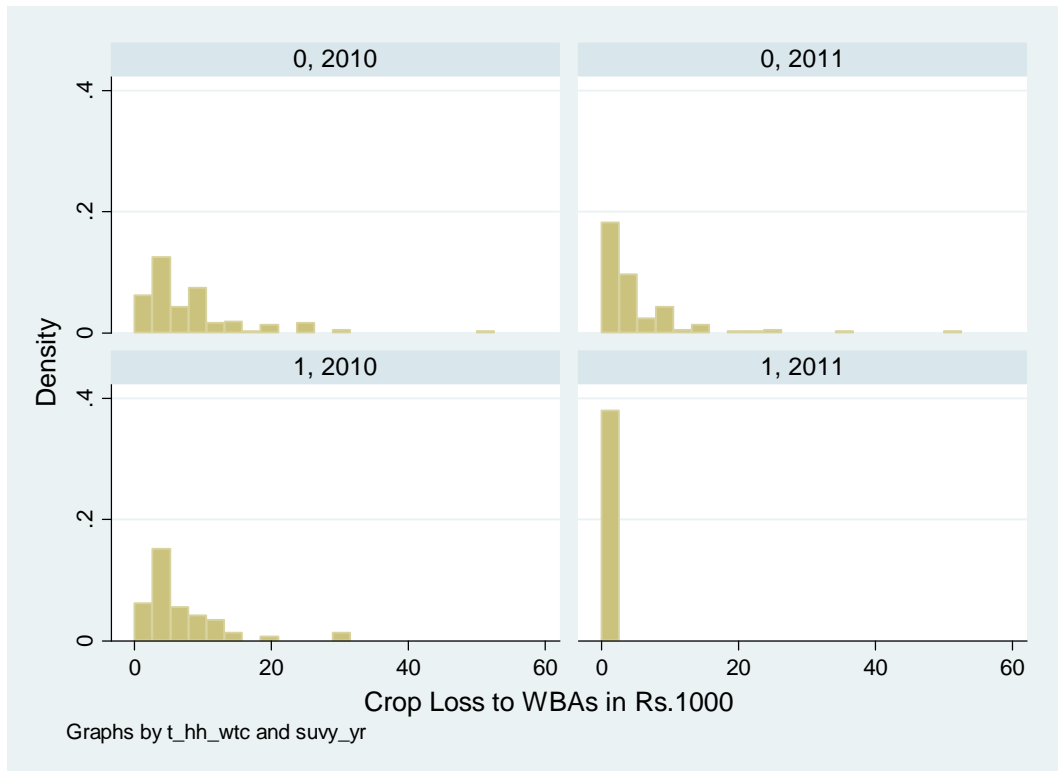 0, 2010
0, 2011
.4
.2
0
1, 2010
1, 2011
.4
.2
0
Density
0 20 40 60
0 20 40 60
Crop Loss to WBAs in Rs.1000
Graphs by t_hh_wtc and suvy_yr